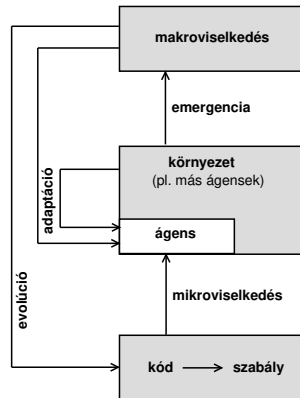 makroviselkedés
emergencia
környezet
(pl. más ágensek)
adaptáció
ágens
evolúció
mikroviselkedés
kód szabály